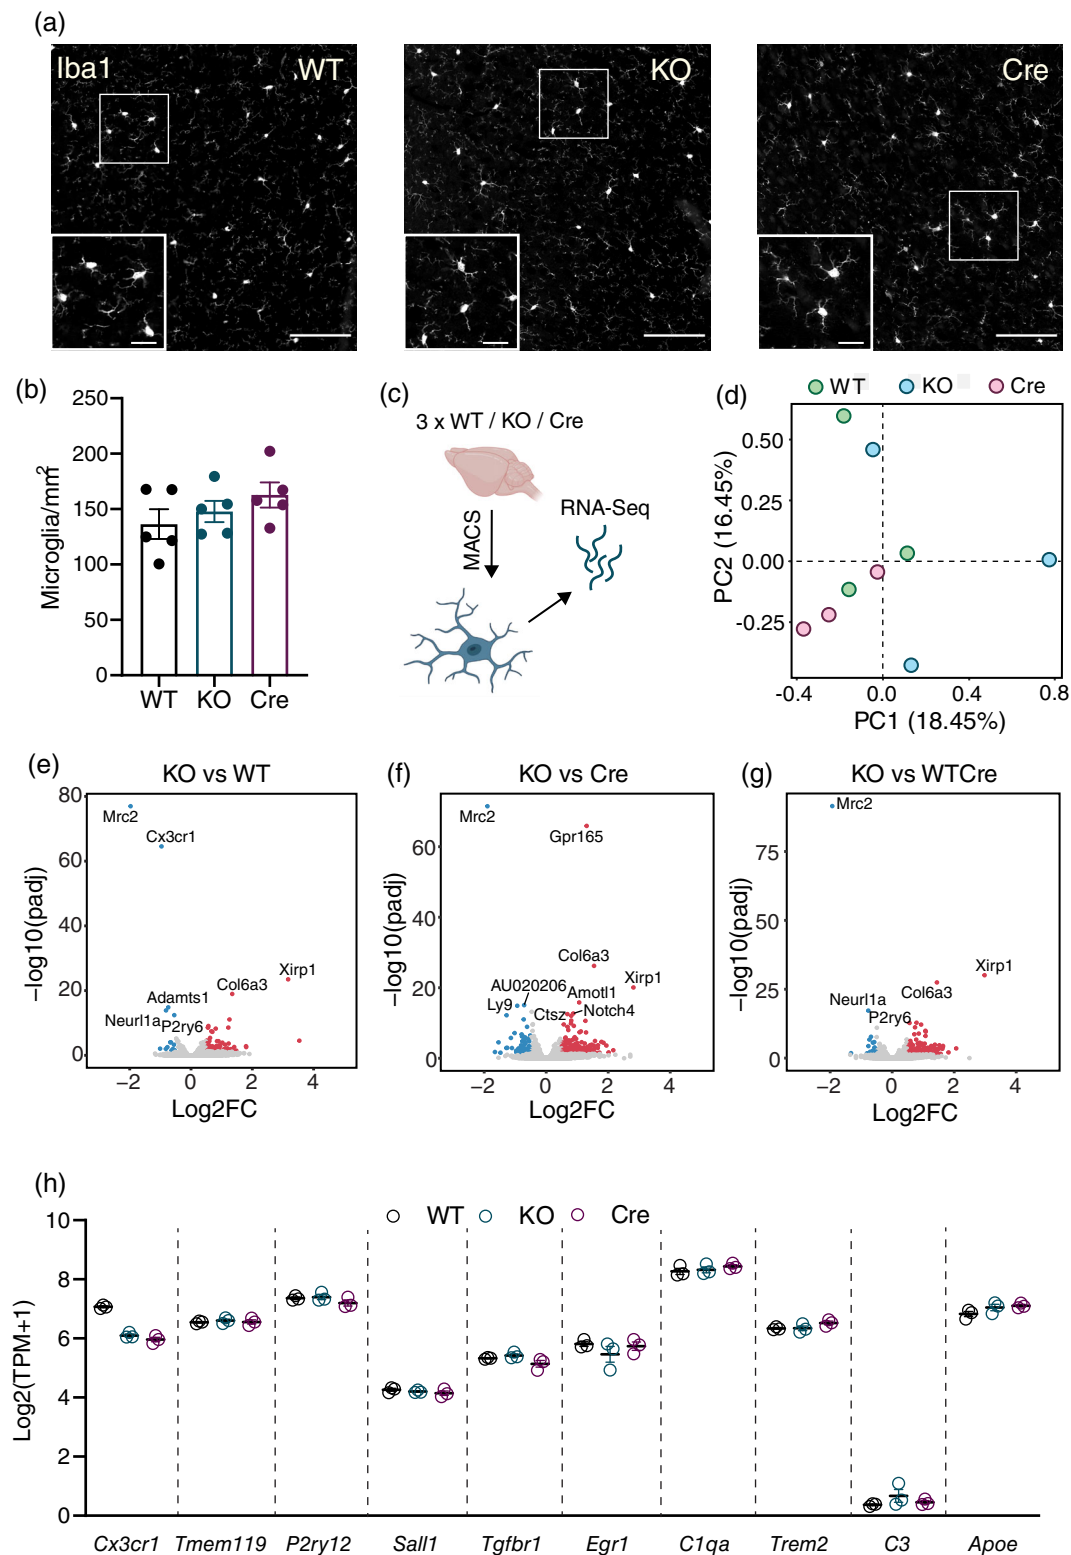 (a)
Iba1 WT KO Cre
(b)
250
200
150
100
50
0
Microglia/mm²
WT KO Cre
(c)
3 x WT / KO / Cre
MACS
RNA-Seq
(d)
WT KO Cre
0.50
0.25
0.00
-0.25
PC2 (16.45%)
-0.4 0.0 0.4 0.8
PC1 (18.45%)
(e)
KO vs WT
80
60
40
20
0
−log10(padj)
Mrc2
Cx3cr1
Xirp1
Col6a3
Adamts1
Neurl1a
P2ry6
−2 0 2 4
Log2FC
(f)
KO vs Cre
60
40
20
0
−log10(padj)
Mrc2
Gpr165
Col6a3
Xirp1
AU020206
Amotl1
Ly9
Ctsz
Notch4
−2 0 2 4
Log2FC
(g)
KO vs WTCre
75
50
25
0
−log10(padj)
Mrc2
Xirp1
Neurl1a
Col6a3
P2ry6
−2 0 2 4
Log2FC
(h)
WT KO Cre
10
8
6
4
2
0
Log2(TPM+1)
Cx3cr1 Tmem119 P2ry12 Sall1 Tgfbr1 Egr1 C1qa Trem2 C3 Apoe